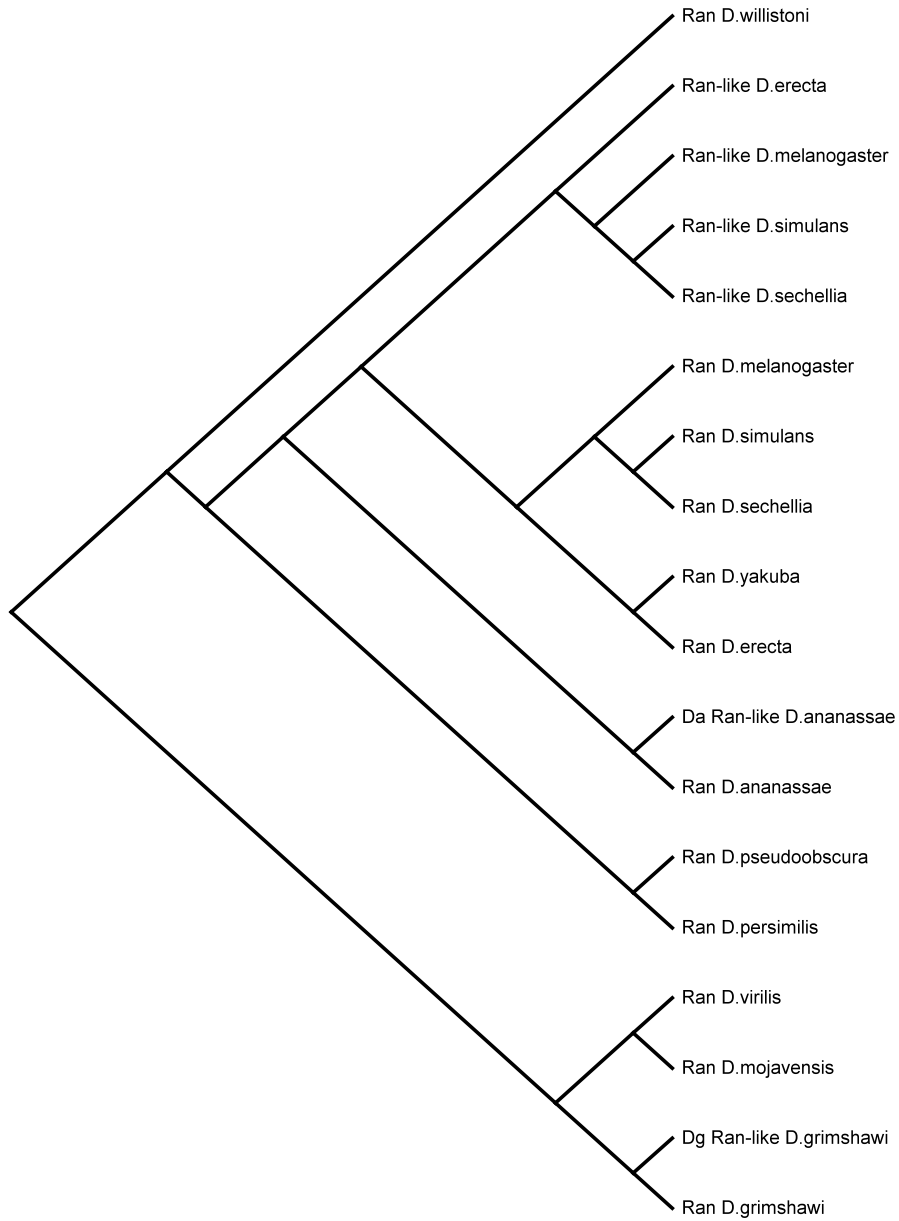 Ran D.willistoni
Ran-like D.erecta
Ran-like D.melanogaster
Ran-like D.simulans
Ran-like D.sechellia
Ran D.melanogaster
Ran D.simulans
Ran D.sechellia
Ran D.yakuba
Ran D.erecta
Da Ran-like D.ananassae
Ran D.ananassae
Ran D.pseudoobscura
Ran D.persimilis
Ran D.virilis
Ran D.mojavensis
Dg Ran-like D.grimshawi
Ran D.grimshawi